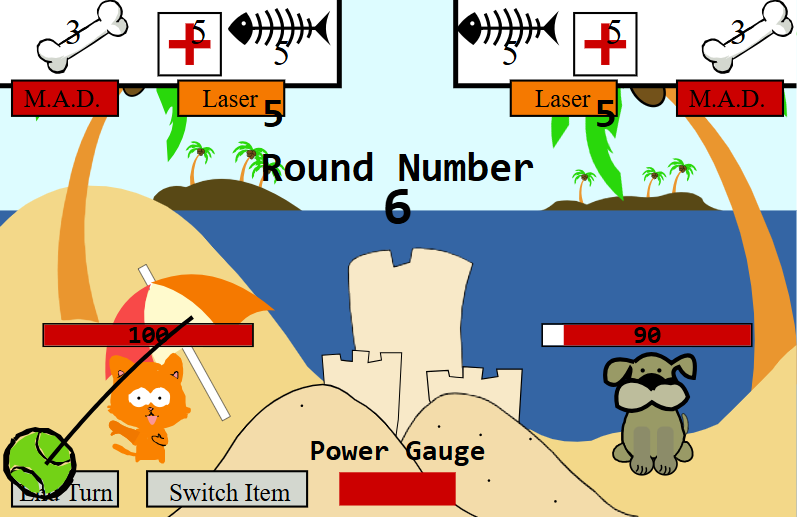 3
5
5
5
5
3
M.A.D.
Laser
5
Laser
5
M.A.D.
Round Number
6
100
90
Power Gauge
End Turn
Switch Item